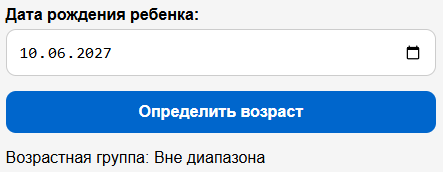 Дата рождения ребенка:
10.06.2027
Определить возраст
Возрастная группа: Вне диапазона